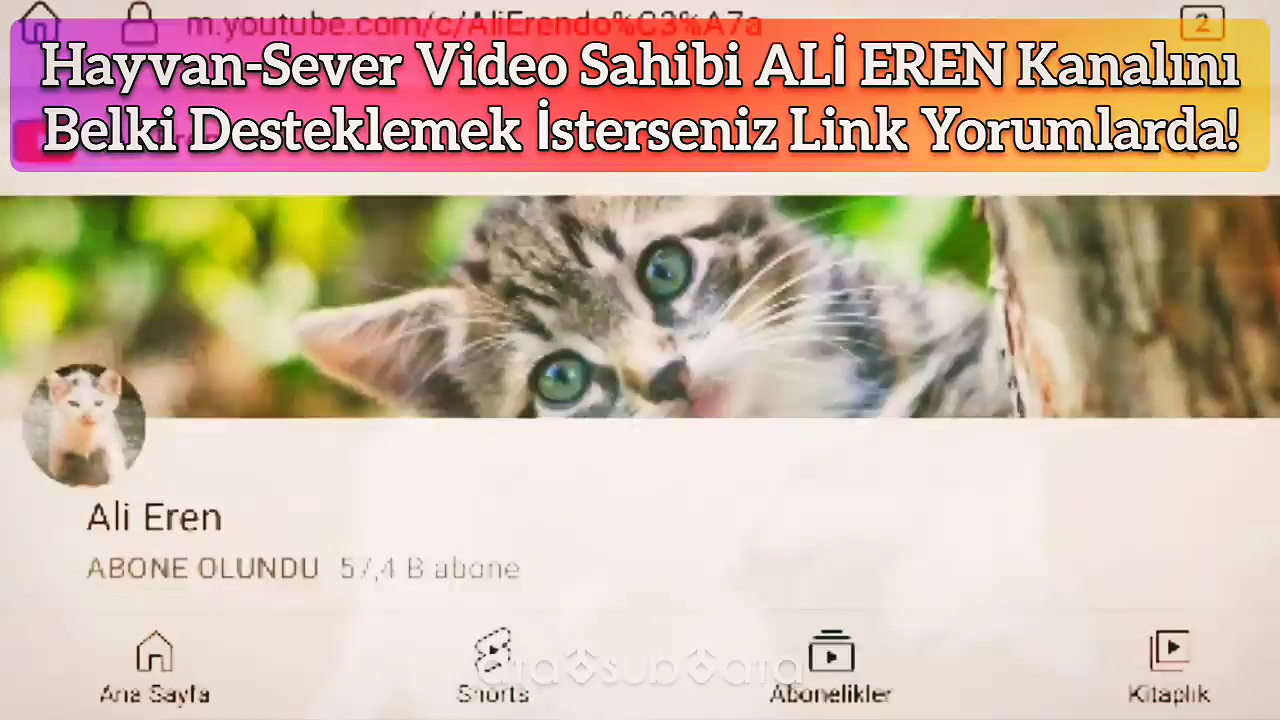 m.youtube.com/c/AliErendo%C3%A7a
2
Hayvan-Sever Video Sahibi ALİ EREN Kanalını
Belki Desteklemek İsterseniz Link Yorumlarda!
Ali Eren
ABONE OLUNDU 57,4 B abone
Ana Sayfa
Shorts
Abonelikler
Kitaplık